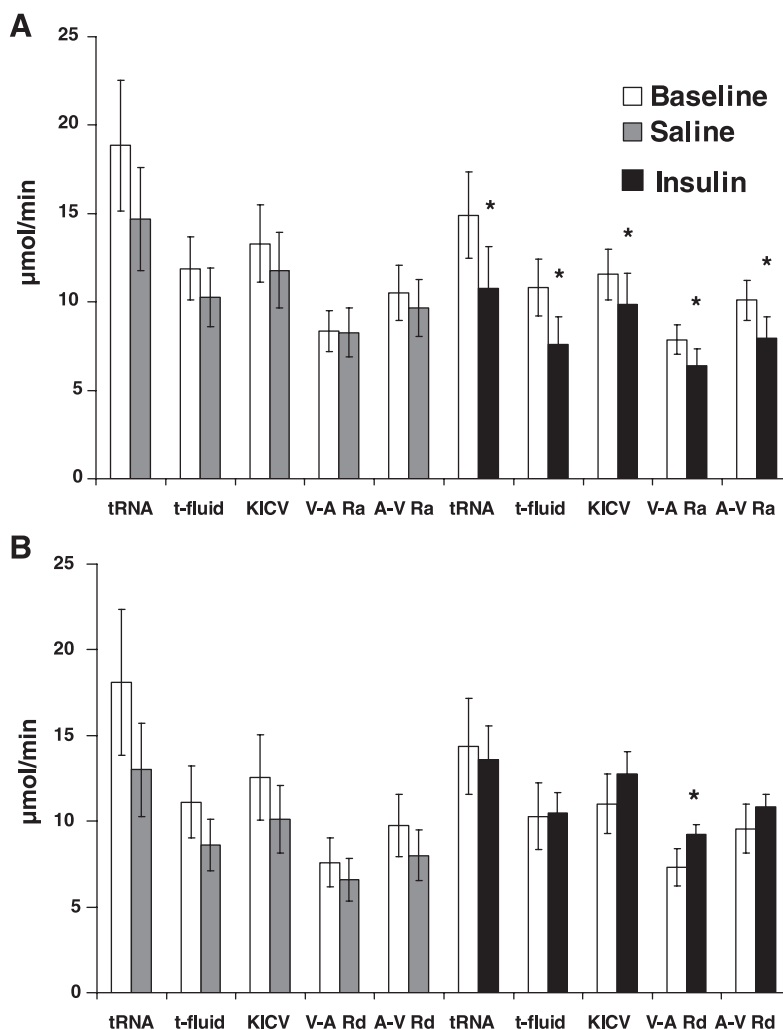 A
25
20
15
10
5
0
µmol/min
Baseline
Saline
Insulin
* * * * *
tRNA t-fluid KICV V-A Ra A-V Ra tRNA t-fluid KICV V-A Ra A-V Ra
B
25
20
15
10
5
0
µmol/min
*
tRNA t-fluid KICV V-A Rd A-V Rd tRNA t-fluid KICV V-A Rd A-V Rd